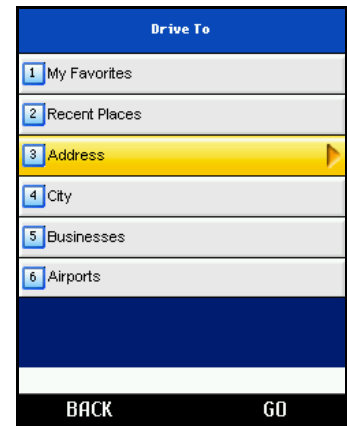 Drive To
1 My Favorites
2 Recent Places
3 Address
4 City
5 Businesses
6 Airports
BACK GO